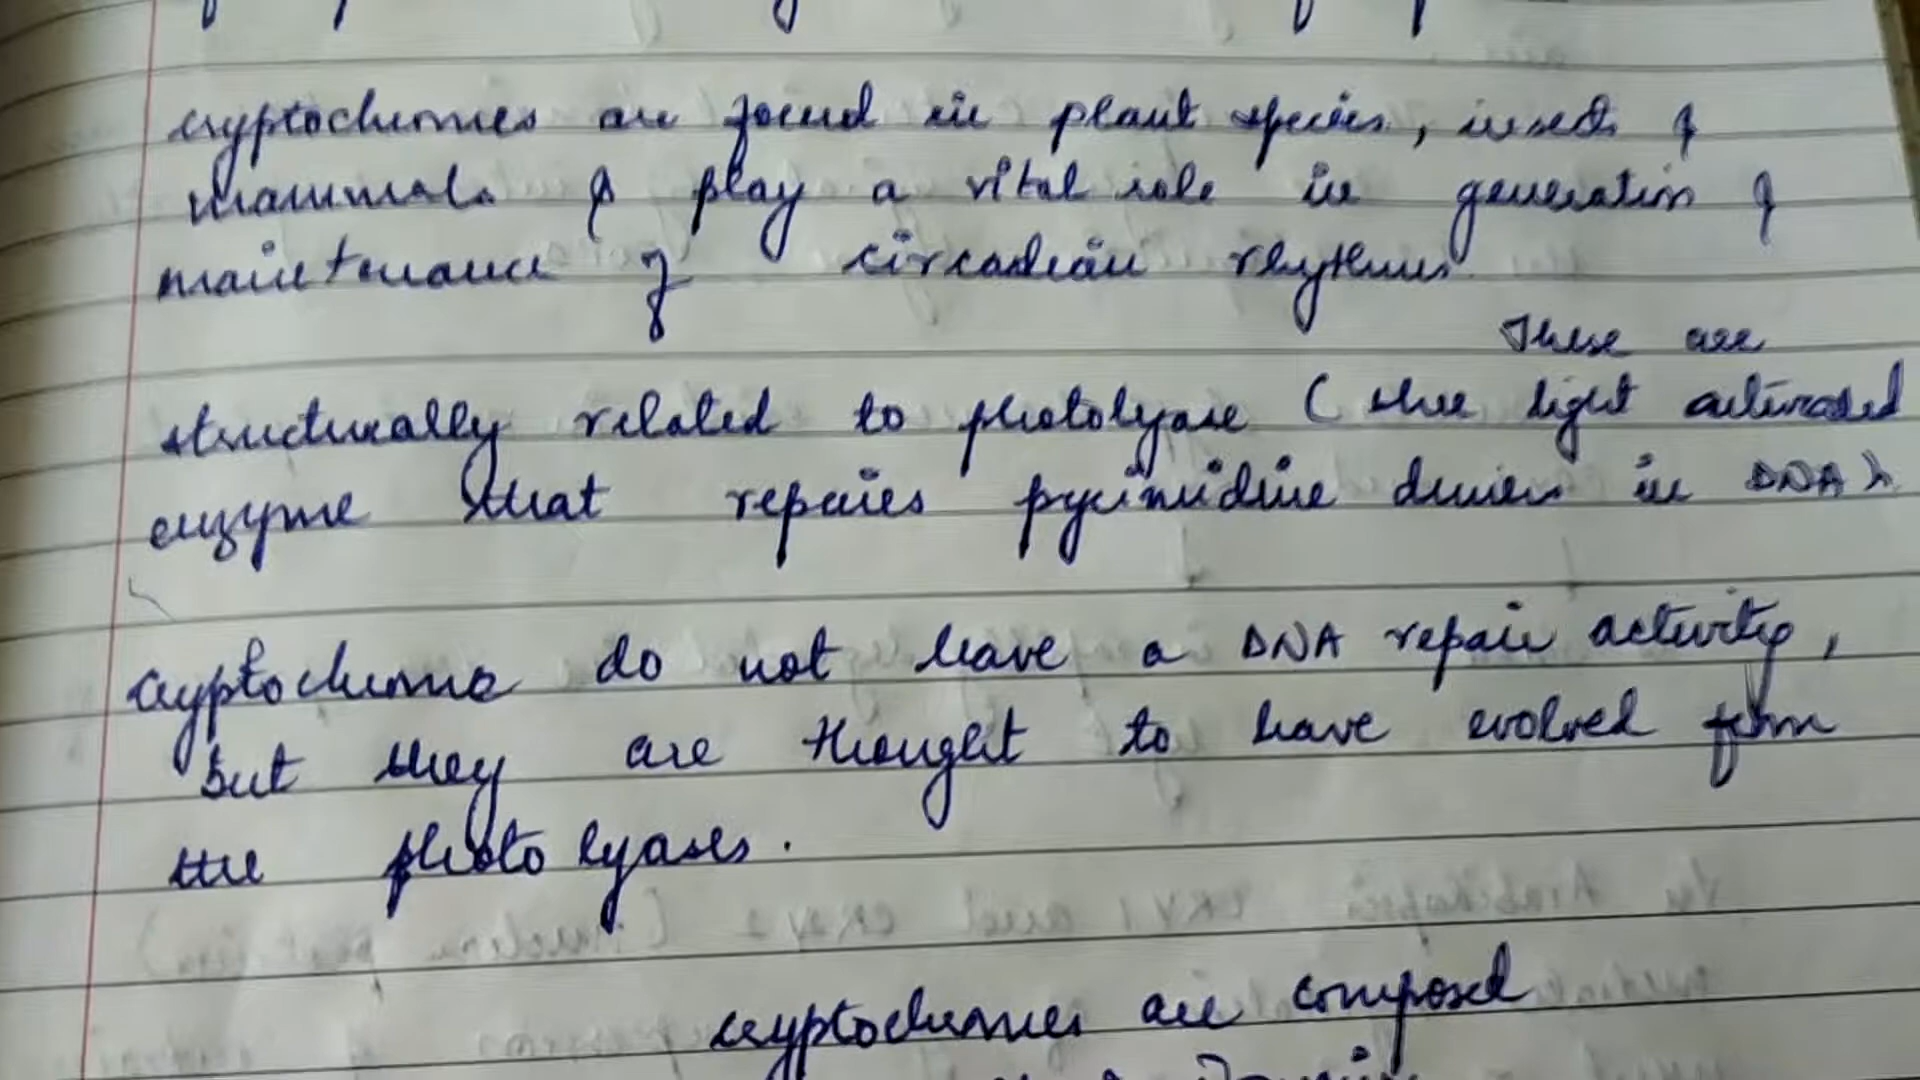 cryptochromes are found in plant species, insects &
mammals & play a vital role in generation &
maintenance of circadian rhythms.
These are
structurally related to photolyase ( the light activated
enzyme that repaies pyrimidine dimers in DNA)
cryptochrome do not have a DNA repair activity,
but they are thought to have evolved from
the photolyases.
cryptochromes are composed